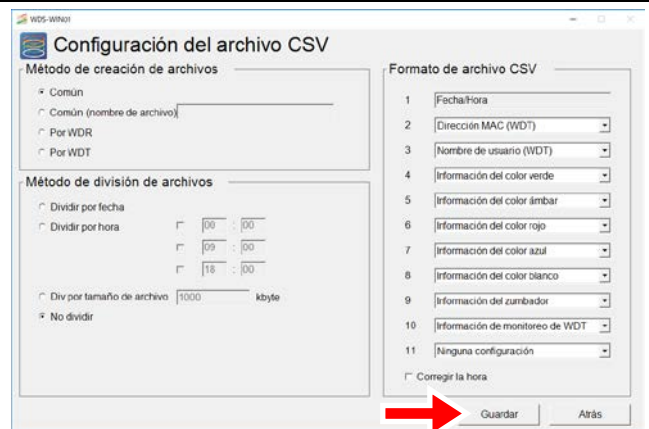 WDS-WIN01
Configuración del archivo CSV
Método de creación de archivos
Común
Común (nombre de archivo)
Por WDR
Por WDT
Método de división de archivos
Dividir por fecha
Dividir por hora 00 : 00
09 : 00
18 : 00
Div por tamaño de archivo 1000 kbyte
No dividir
Formato de archivo CSV
1 Fecha/Hora
2 Dirección MAC (WDT)
3 Nombre de usuario (WDT)
4 Información del color verde
5 Información del color ámbar
6 Información del color rojo
7 Información del color azul
8 Información del color blanco
9 Información del zumbador
10 Información de monitoreo de WDT
11 Ninguna configuración
Corregir la hora
Guardar Atrás